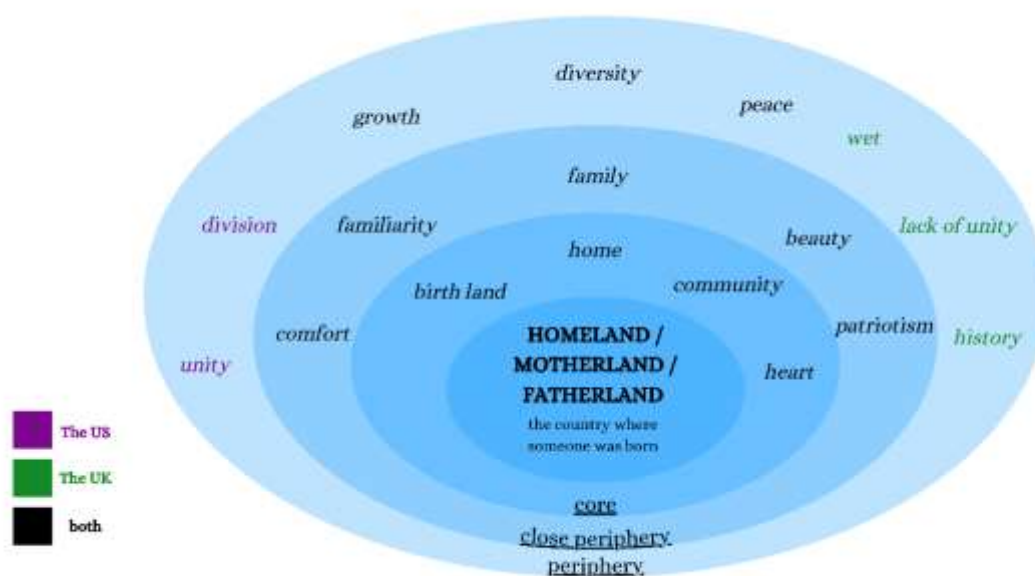 diversity
growth
peace
wet
family
division
familiarity
beauty
lack of unity
home
birth land
community
comfort
HOMELAND /
MOTHERLAND /
FATHERLAND
patriotism
history
unity
heart
the country where
someone was born
The US
The UK
both
core
close periphery
periphery